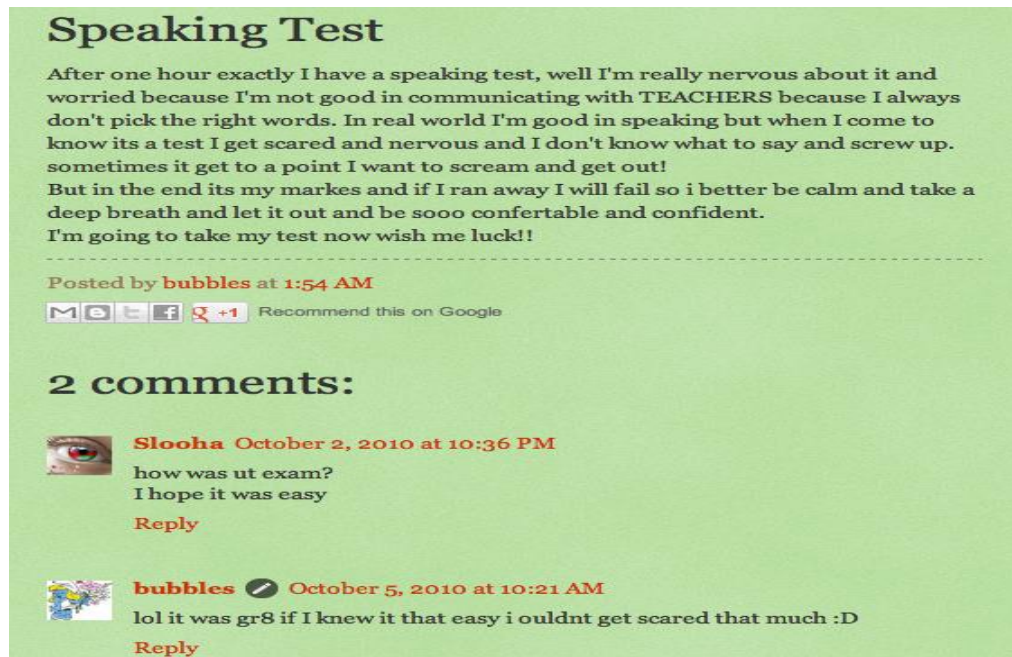 Speaking Test
After one hour exactly I have a speaking test, well I'm really nervous about it and
worried because I'm not good in communicating with TEACHERS because I always
don't pick the right words. In real world I'm good in speaking but when I come to
know its a test I get scared and nervous and I don't know what to say and screw up.
sometimes it get to a point I want to scream and get out!
But in the end its my markes and if I ran away I will fail so i better be calm and take a
deep breath and let it out and be sooo confertable and confident.
I'm going to take my test now wish me luck!!
Posted by bubbles at 1:54 AM
+1 Recommend this on Google
2 comments:
Slooha October 2, 2010 at 10:36 PM
how was ut exam?
I hope it was easy
Reply
bubbles October 5, 2010 at 10:21 AM
lol it was gr8 if I knew it that easy i ouldnt get scared that much :D
Reply